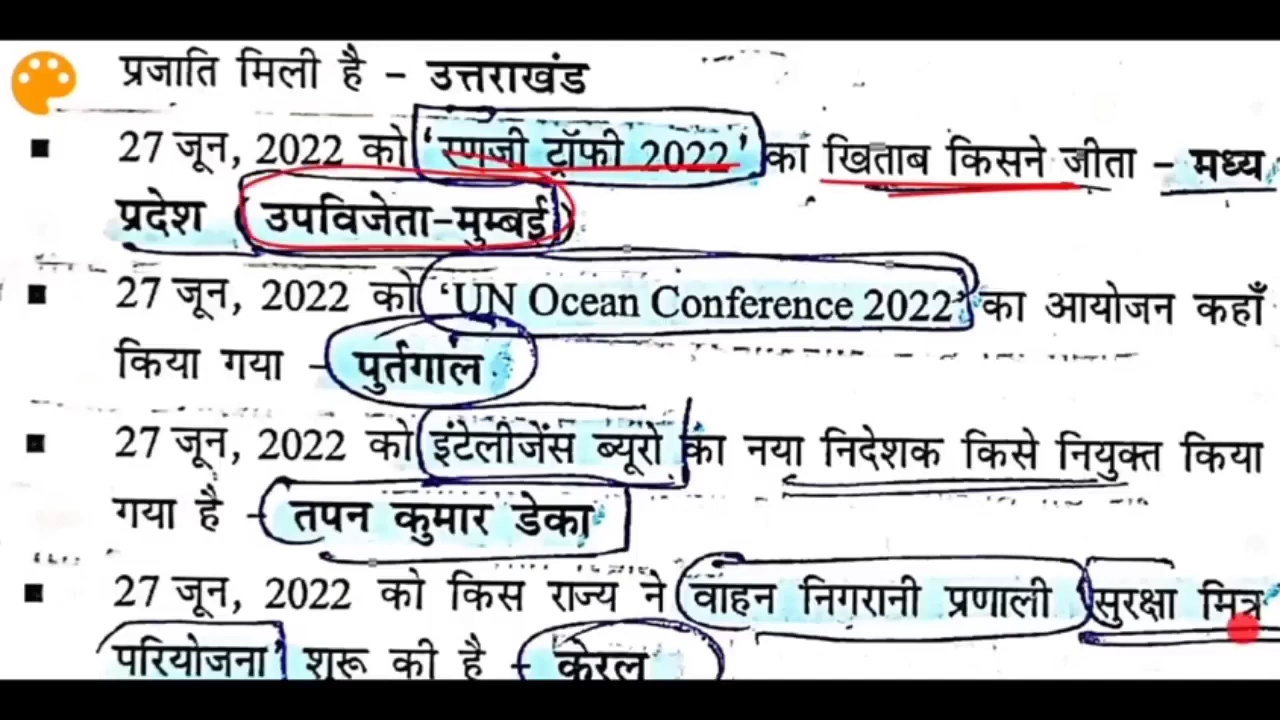 प्रजाति मिली है - उत्तराखंड
■ 27 जून, 2022 को ‘रणजी ट्रॉफी 2022’ का खिताब किसने जीता - मध्य
प्रदेश (उपविजेता-मुम्बई)
■ 27 जून, 2022 को ‘UN Ocean Conference 2022’ का आयोजन कहाँ
किया गया - पुर्तगाल
■ 27 जून, 2022 को इंटेलीजेंस ब्यूरो का नया निदेशक किसे नियुक्त किया
गया है - तपन कुमार डेका
■ 27 जून, 2022 को किस राज्य ने वाहन निगरानी प्रणाली सुरक्षा मित्र
परियोजना’ शुरू की है - केरल